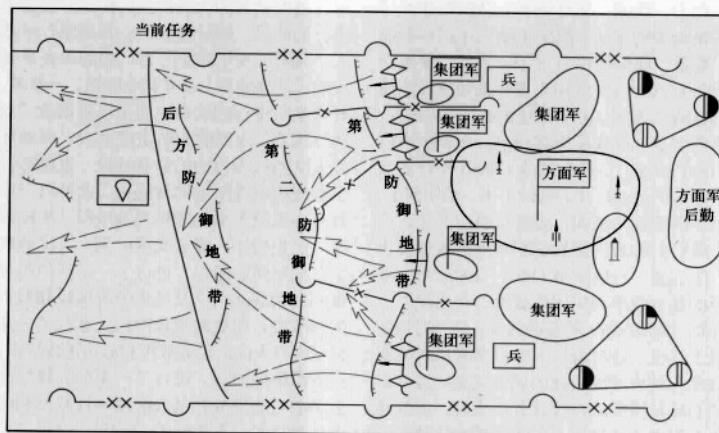 当前任务
集团军
兵
集团军
集团军
方面军
方面军
后勤
集团军
集团军
集团军
兵
后方防御地带
第二防御地带
第一防御地带